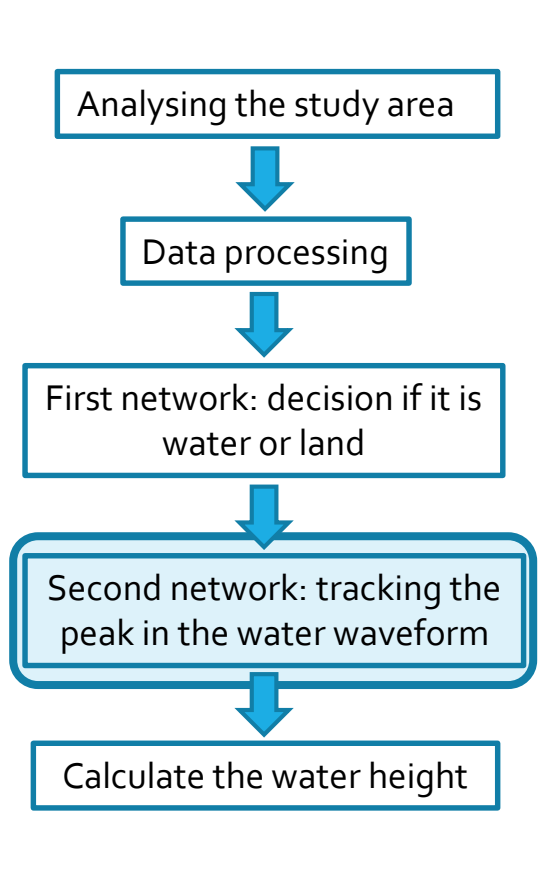 Analysing the study area
Data processing
First network: decision if it is
water or land
Second network: tracking the
peak in the water waveform
Calculate the water height